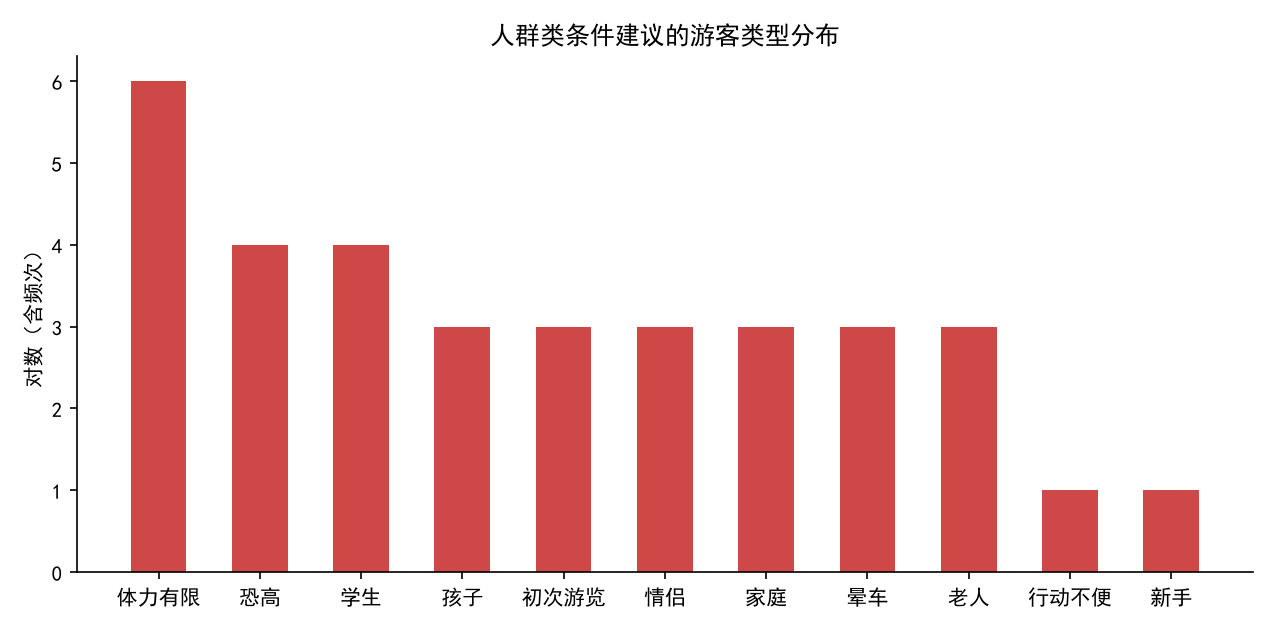 人群类条件建议的游客类型分布
对数（含频次）
6
5
4
3
2
1
0
体力有限 恐高 学生 孩子 初次游览 情侣 家庭 晕车 老人 行动不便 新手